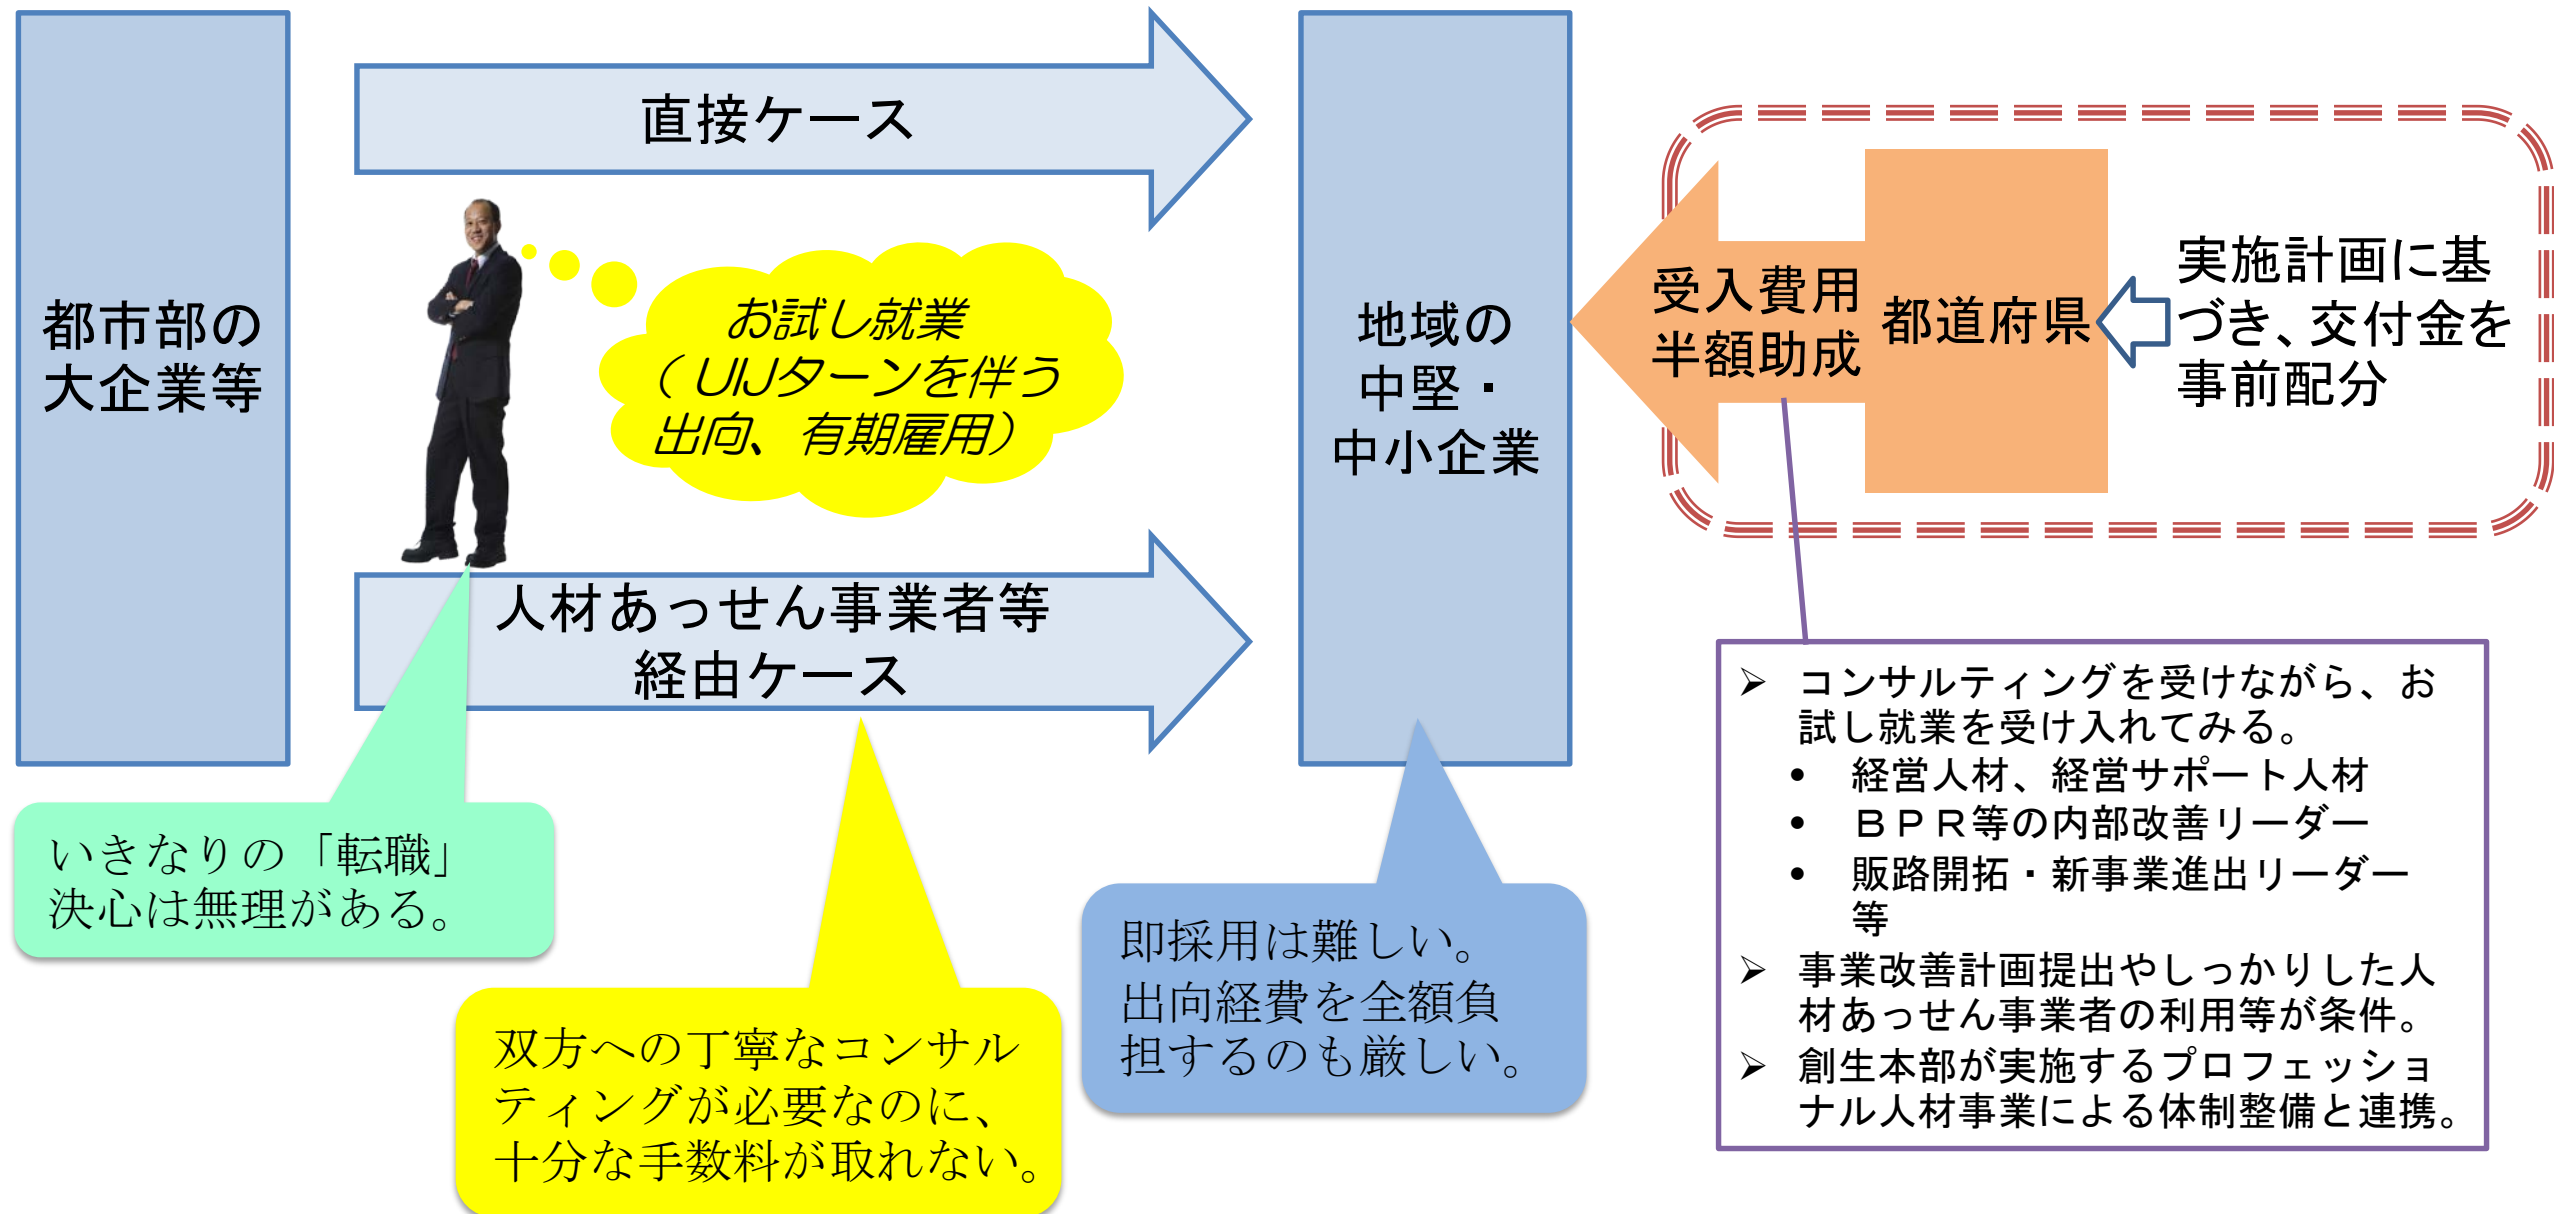 都市部の
大企業等
直接ケース
お試し就業
（UIJターンを伴う
出向、有期雇用）
人材あっせん事業者等
経由ケース
地域の
中堅・
中小企業
受入費用
半額助成
都道府県
実施計画に基
づき、交付金を
事前配分
いきなりの「転職」
決心は無理がある。
双方への丁寧なコンサル
ティングが必要なのに、
十分な手数料が取れない。
即採用は難しい。
出向経費を全額負
担するのも厳しい。
➢ コンサルティングを受けながら、お
試し就業を受け入れてみる。
• 経営人材、経営サポート人材
• ＢＰＲ等の内部改善リーダー
• 販路開拓・新事業進出リーダー
等
➢ 事業改善計画提出やしっかりした人
材あっせん事業者の利用等が条件。
➢ 創生本部が実施するプロフェッショ
ナル人材事業による体制整備と連携。